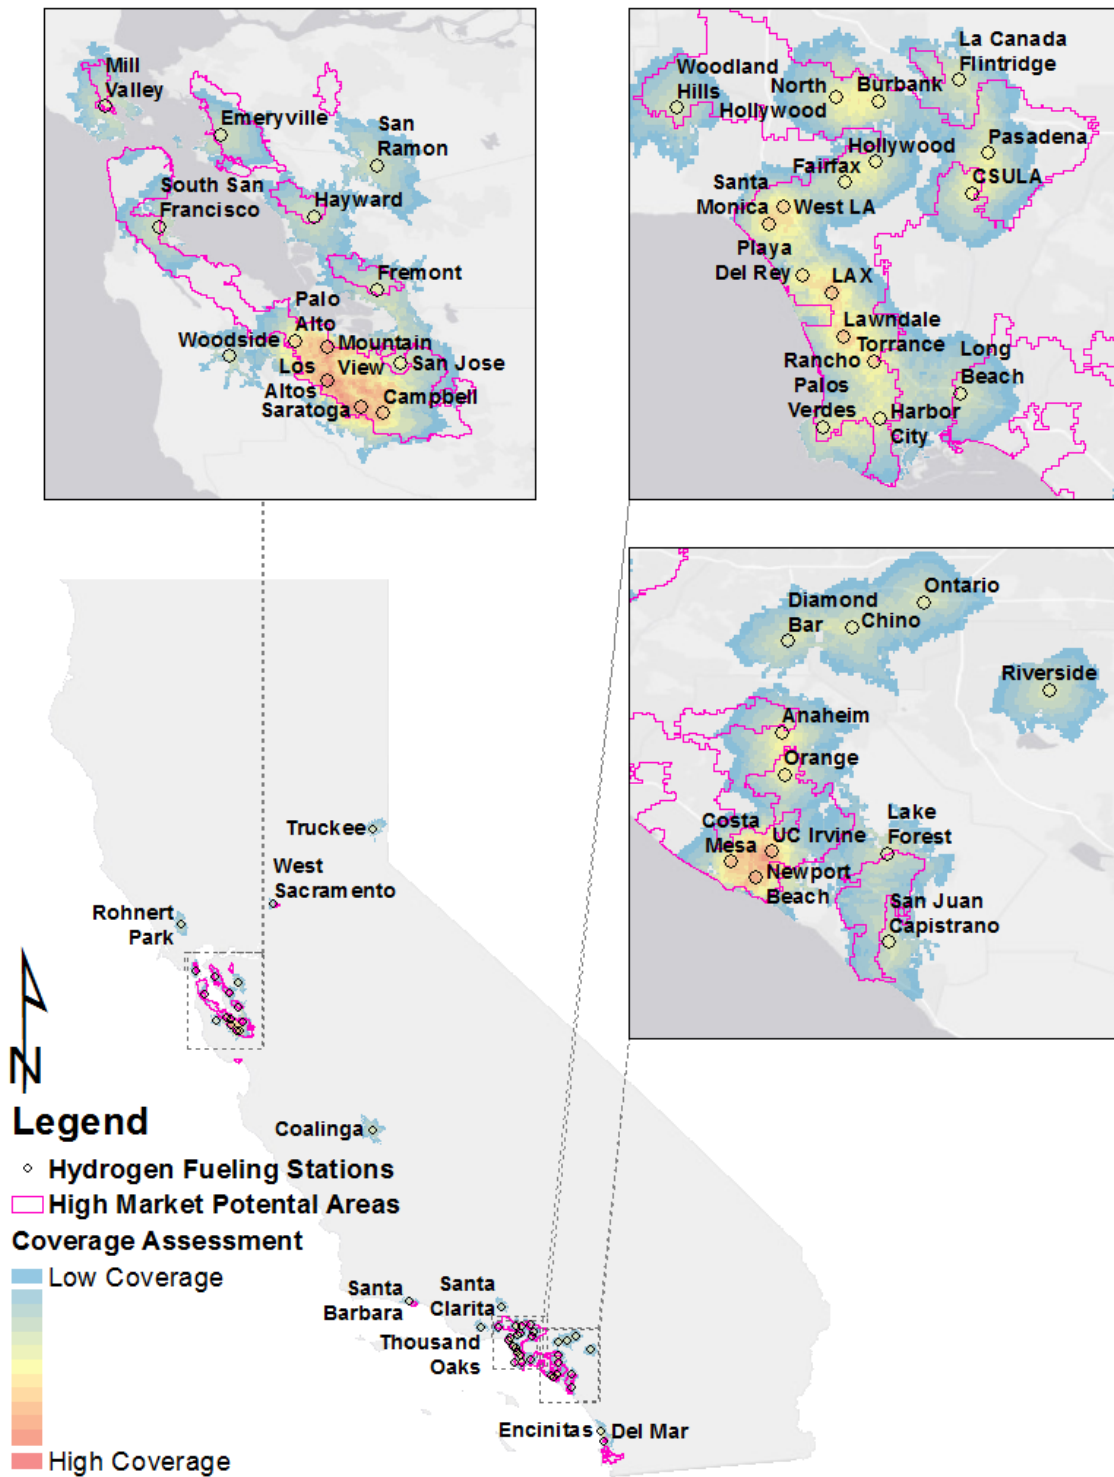 Mill
Valley
Emeryville
San
Ramon
South San
Francisco
Hayward
Fremont
Palo
Alto
Woodside
Mountain
View
Los
Altos
San Jose
Saratoga
Campbell
La Canada
Flintridge
Woodland
Hills
North
Hollywood
Burbank
Pasadena
Hollywood
Fairfax
CSULA
Santa
Monica
West LA
Playa
Del Rey
LAX
Lawndale
Torrance
Rancho
Palos
Verdes
Long
Beach
Harbor
City
Diamond
Bar
Chino
Ontario
Riverside
Anaheim
Orange
Costa
Mesa
UC Irvine
Newport
Beach
Lake
Forest
San Juan
Capistrano
Truckee
West
Sacramento
Rohnert
Park
N
Coalinga
Legend
Hydrogen Fueling Stations
High Market Potental Areas
Coverage Assessment
Low Coverage
High Coverage
Santa
Barbara
Santa
Clarita
Thousand
Oaks
Encinitas
Del Mar